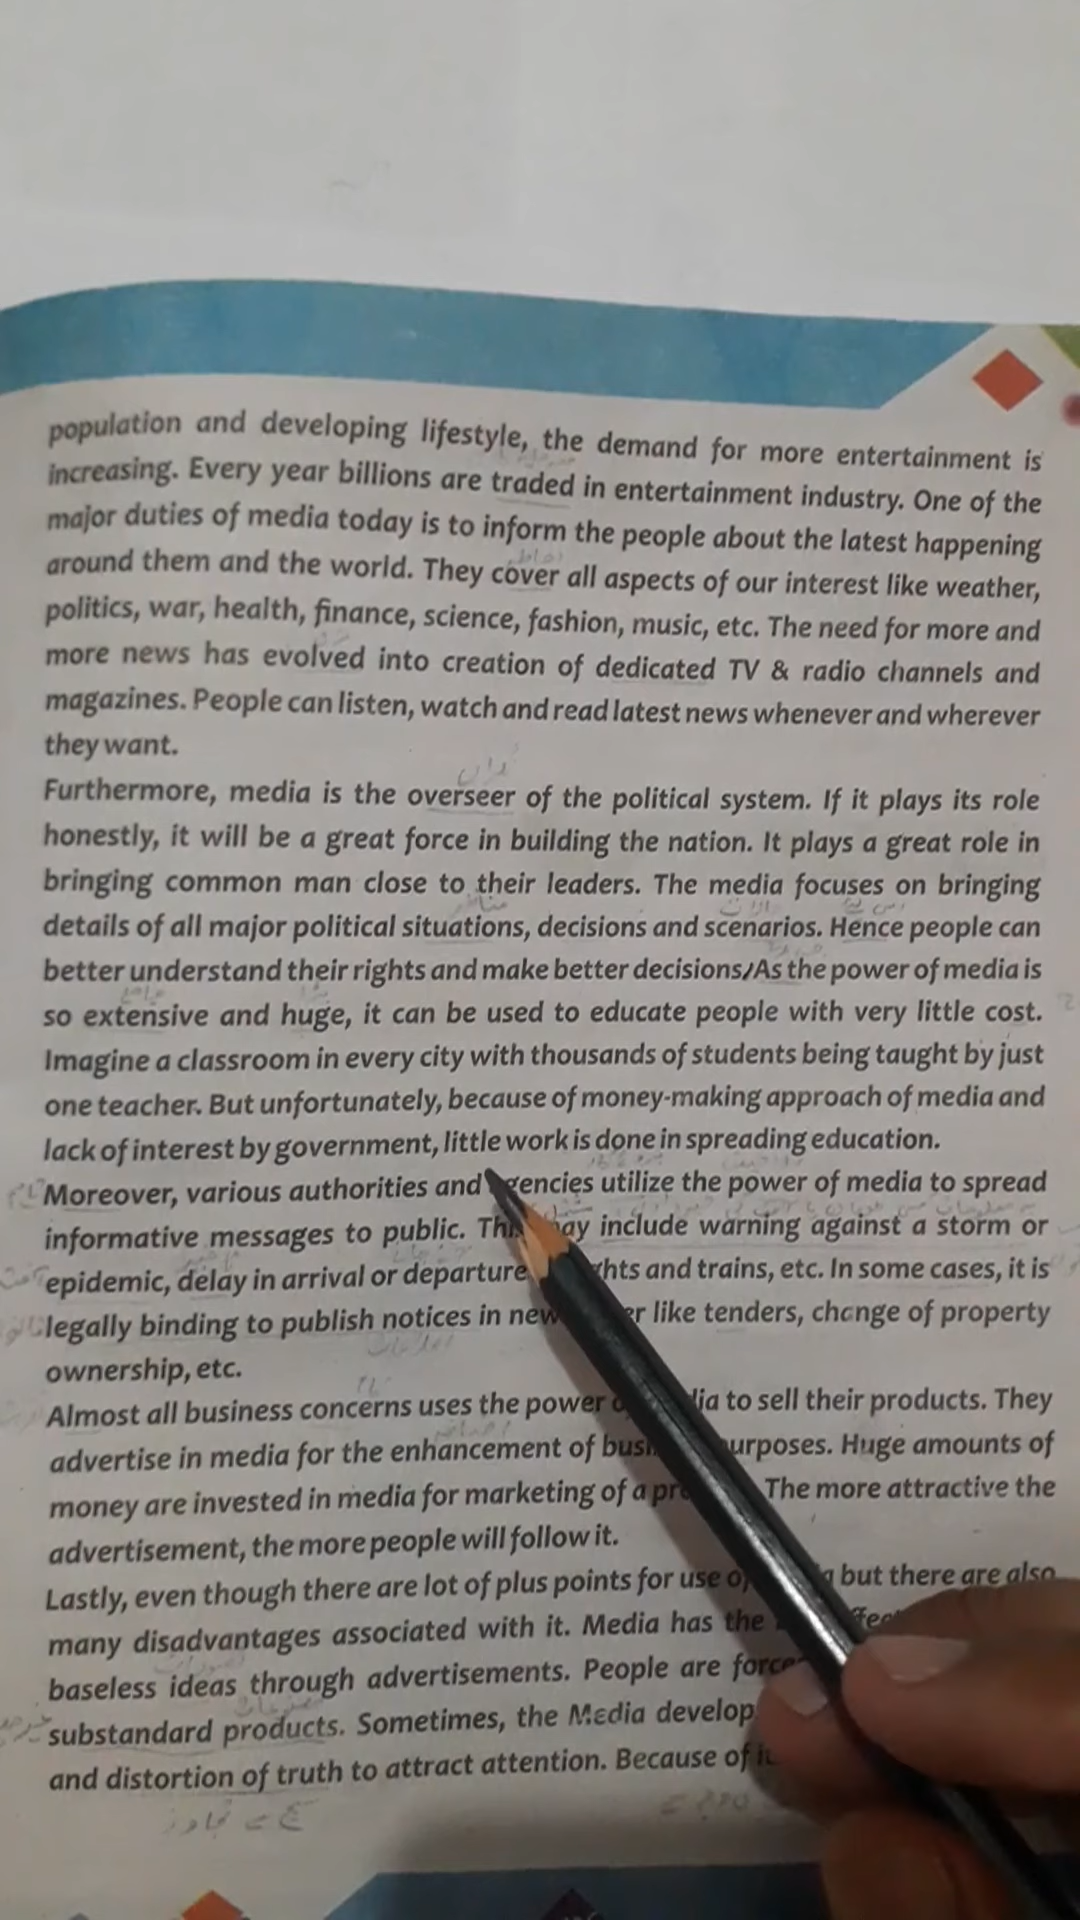 population and developing lifestyle, the demand for more entertainment is
increasing. Every year billions are traded in entertainment industry. One of the
major duties of media today is to inform the people about the latest happening
around them and the world. They cover all aspects of our interest like weather,
politics, war, health, finance, science, fashion, music, etc. The need for more and
more news has evolved into creation of dedicated TV & radio channels and
magazines. People can listen, watch and read latest news whenever and wherever
they want.
Furthermore, media is the overseer of the political system. If it plays its role
honestly, it will be a great force in building the nation. It plays a great role in
bringing common man close to their leaders. The media focuses on bringing
details of all major political situations, decisions and scenarios. Hence people can
better understand their rights and make better decisions/As the power of media is
so extensive and huge, it can be used to educate people with very little cost.
Imagine a classroom in every city with thousands of students being taught by just
one teacher. But unfortunately, because of money-making approach of media and
lack of interest by government, little work is done in spreading education.
Moreover, various authorities and gencies utilize the power of media to spread
informative messages to public. may include warning against a storm or
epidemic, delay in arrival or departure and trains, etc. In some cases, it is
legally binding to publish notices in like tenders, change of property
ownership, etc.
Almost all business concerns uses the power to sell their products. They
advertise in media for the enhancement of Huge amounts of
money are invested in media for marketing of a The more attractive the
advertisement, the more people will follow it.
Lastly, even though there are lot of plus points for use but there are also
many disadvantages associated with it. Media has the
baseless ideas through advertisements. People are
substandard products. Sometimes, the Media develop
and distortion of truth to attract attention. Because of